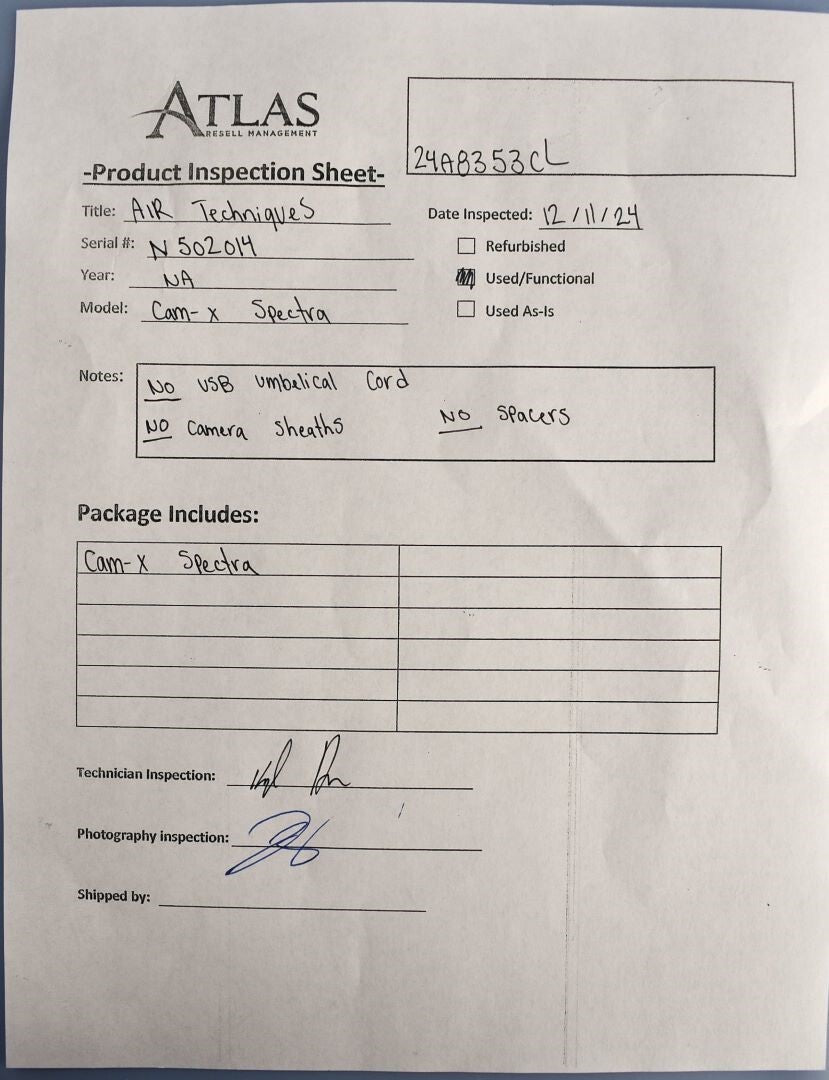 ATLAS
RESELL MANAGEMENT
24A8353CL
-Product Inspection Sheet-
Title: AIR Techniques
Date Inspected: 12/11/24
Serial #: N502014
Refurbished
Year: NA
Used/Functional
Model: Cam-x Spectra
Used As-Is
Notes: NO USB umbelical Cord
NO Camera Sheaths NO Spacers
Package Includes:
Cam-X Spectra
Technician Inspection:
Photography inspection:
Shipped by: